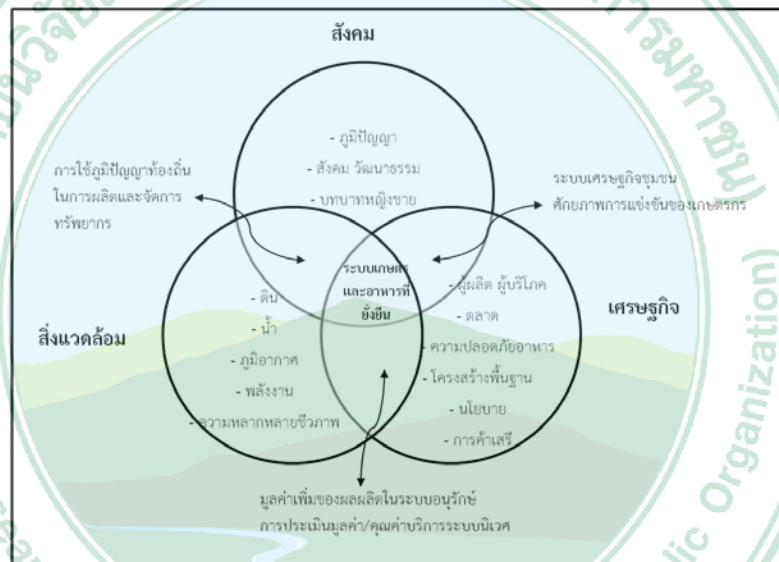 สังคม
- ภูมิปัญญา
- สังคม วัฒนธรรม
- บทบาทหญิงชาย
การใช้ภูมิปัญญาท้องถิ่น
ในการผลิตและจัดการ
ทรัพยากร
ระบบเศรษฐกิจชุมชน
ศักยภาพการแข่งขันของเกษตรกร
ระบบเกษตร
และอาหารที่
ยั่งยืน
สิ่งแวดล้อม
- ดิน
- น้ำ
- ภูมิอากาศ
- พลังงาน
- ความหลากหลายชีวภาพ
เศรษฐกิจ
- ผู้ผลิต ผู้บริโภค
- ตลาด
- ความปลอดภัยอาหาร
- โครงสร้างพื้นฐาน
- นโยบาย
- การค้าเสรี
มูลค่าเพิ่มของผลผลิตในระบบอนุรักษ์
การประเมินมูลค่า/คุณค่าบริการระบบนิเวศ
การมหาชน)
Organization)